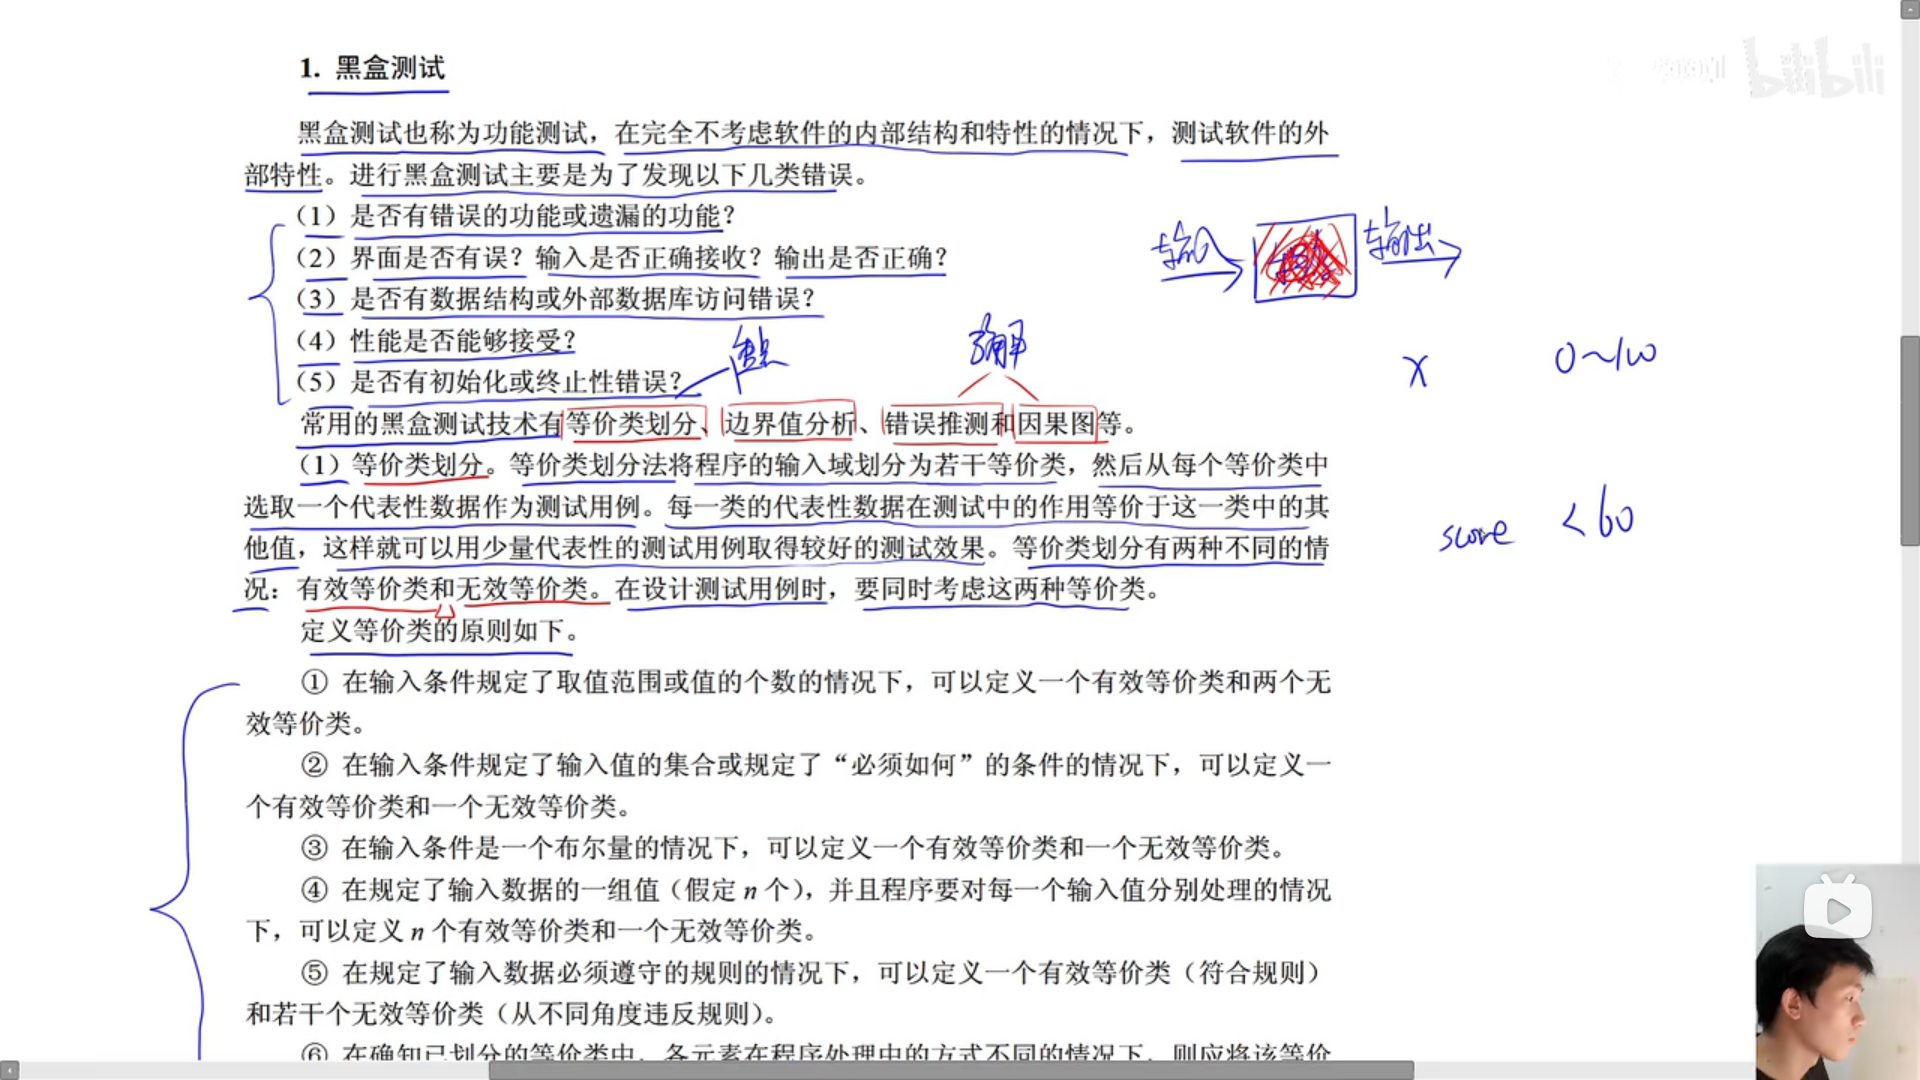 1. 黑盒测试
bilibili
黑盒测试也称为功能测试，在完全不考虑软件的内部结构和特性的情况下，测试软件的外
部特性。进行黑盒测试主要是为了发现以下几类错误。
（1）是否有错误的功能或遗漏的功能？
（2）界面是否有误？输入是否正确接收？输出是否正确？
输入
输出
（3）是否有数据结构或外部数据库访问错误？
（4）性能是否能够接受？
x
0~100
（5）是否有初始化或终止性错误？
常用的黑盒测试技术有等价类划分、边界值分析、错误推测和因果图等。
（1）等价类划分。等价类划分法将程序的输入域划分为若干等价类，然后从每个等价类中
选取一个代表性数据作为测试用例。每一类的代表性数据在测试中的作用等价于这一类中的其
score <60
他值，这样就可以用少量代表性的测试用例取得较好的测试效果。等价类划分有两种不同的情
况：有效等价类和无效等价类。在设计测试用例时，要同时考虑这两种等价类。
定义等价类的原则如下。
① 在输入条件规定了取值范围或值的个数的情况下，可以定义一个有效等价类和两个无
效等价类。
② 在输入条件规定了输入值的集合或规定了“必须如何”的条件的情况下，可以定义一
个有效等价类和一个无效等价类。
③ 在输入条件是一个布尔量的情况下，可以定义一个有效等价类和一个无效等价类。
④ 在规定了输入数据的一组值（假定 n 个），并且程序要对每一个输入值分别处理的情况
下，可以定义 n 个有效等价类和一个无效等价类。
⑤ 在规定了输入数据必须遵守的规则的情况下，可以定义一个有效等价类（符合规则）
和若干个无效等价类（从不同角度违反规则）。
⑥ 在确知已划分的等价类中，各元素在程序处理中的方式不同的情况下，则应将该等价